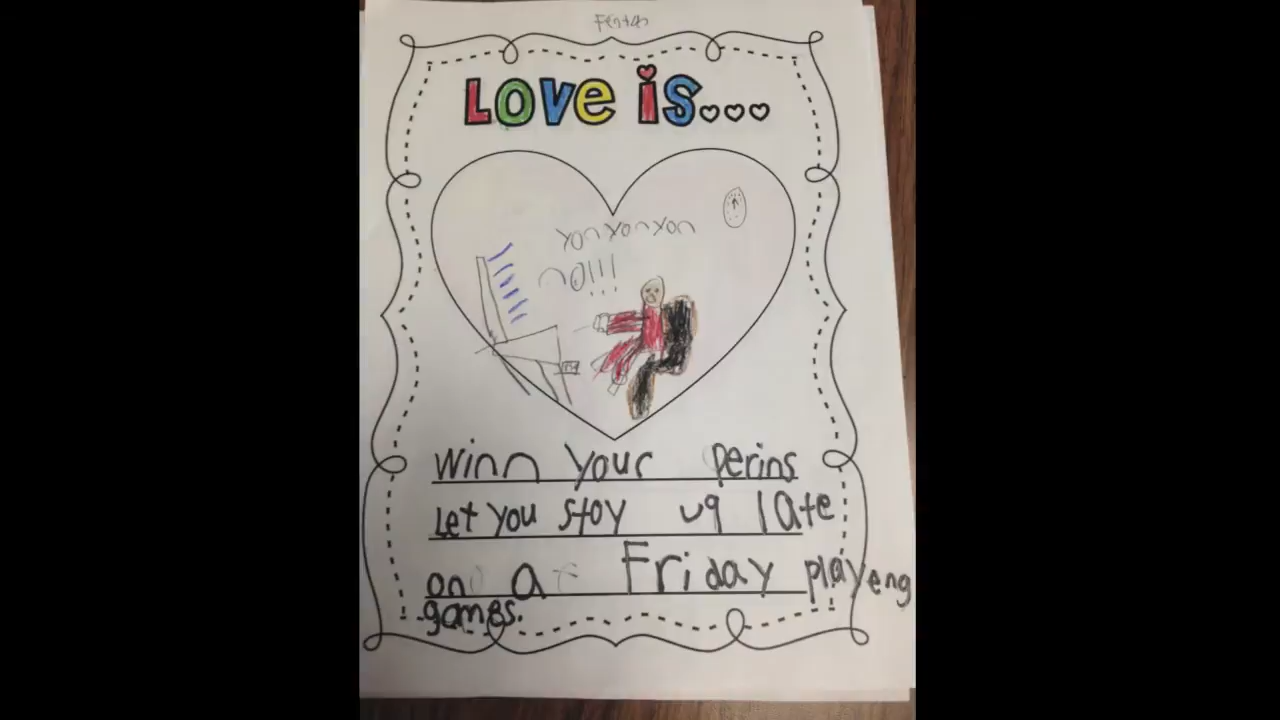 Fenton
Love is...
yonyonyon
no!!!
winn your perins
Let you stoy uq late
on a Friday playeng
games.